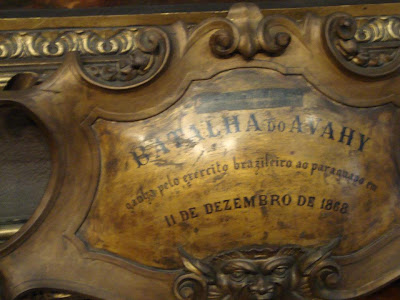 BATALHA DO AVAHY
ganha pelo exercito brazileiro ao paraguayo em
11 DE DEZEMBRO DE 1868